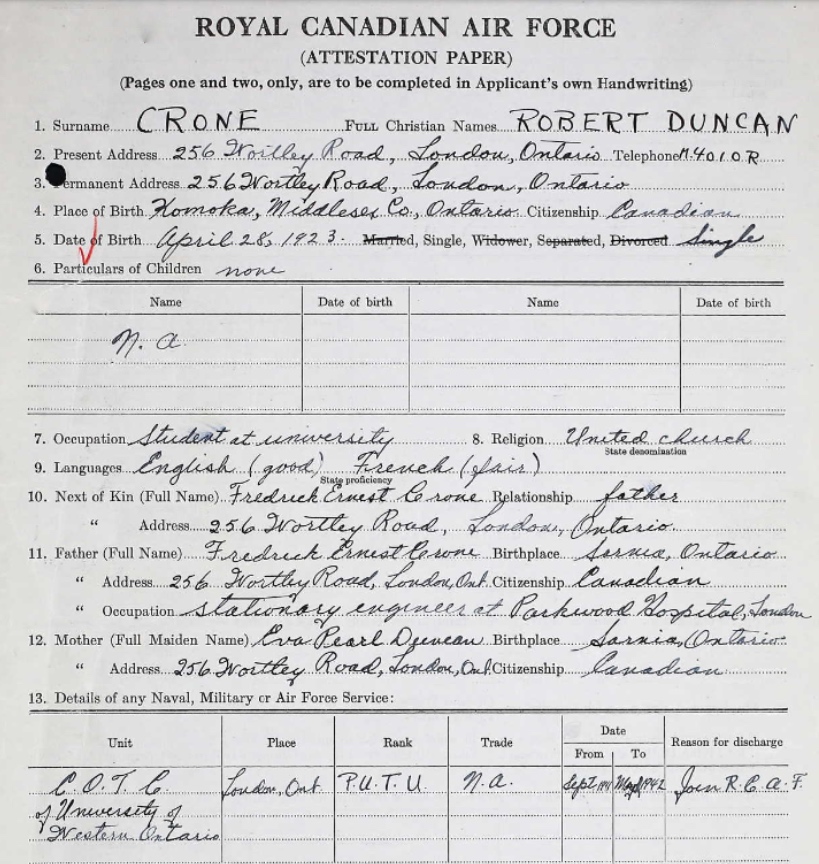 ROYAL CANADIAN AIR FORCE
(ATTESTATION PAPER)
(Pages one and two, only, are to be completed in Applicant's own Handwriting)
1. Surname CRONE FULL Christian Names ROBERT DUNCAN
2. Present Address 256 Wortley Road, London, Ontario Telephone M.4010R
3. Permanent Address 256 Wortley Road, London, Ontario
4. Place of Birth Komoka, Middlesex Co., Ontario Citizenship Canadian
5. Date of Birth April 28, 1923. Married, Single, Widower, Separated, Divorced Single
6. Particulars of Children none
Name Date of birth Name Date of birth
N. a.
7. Occupation Student at university 8. Religion United church
State denomination
9. Languages English (good) French (fair)
State proficiency
10. Next of Kin (Full Name) Fredrick Ernest Crone Relationship father
" Address 256 Wortley Road, London, Ontario.
11. Father (Full Name) Fredrick Ernest Crone Birthplace Sarnia, Ontario
" Address 256 Wortley Road, London, Ont. Citizenship Canadian
" Occupation stationary engineer at Parkwood Hospital, London
12. Mother (Full Maiden Name) Eva Pearl Duncan Birthplace Sarnia, Ontario
" Address 256 Wortley Road, London, Ont. Citizenship Canadian
13. Details of any Naval, Military or Air Force Service:
Unit Place Rank Trade Date Reason for discharge
From To
C.O.T.C. London, Ont. P.U.T.U. N.A. Sept 1941 May 1942 Join R.C.A.F.
of University of
Western Ontario